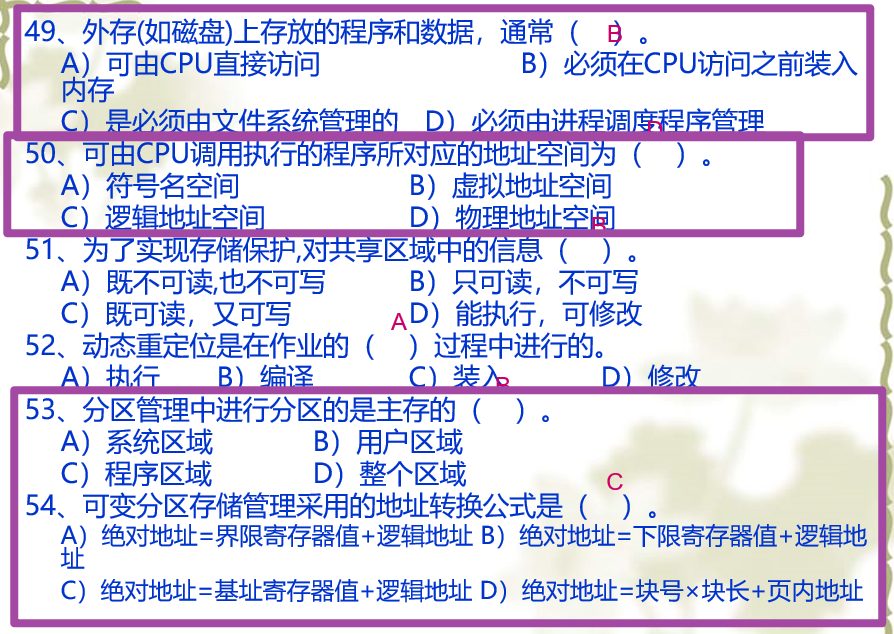 49、外存(如磁盘)上存放的程序和数据，通常（ B ）。
A）可由CPU直接访问 B）必须在CPU访问之前装入
内存
C）是必须由文件系统管理的 D）必须由进程调度程序管理
D
50、可由CPU调用执行的程序所对应的地址空间为（ ）。
A）符号名空间 B）虚拟地址空间
C）逻辑地址空间 D）物理地址空间
B
51、为了实现存储保护,对共享区域中的信息（ ）。
A）既不可读,也不可写 B）只可读，不可写
C）既可读，又可写 D）能执行，可修改
A
52、动态重定位是在作业的（ ）过程中进行的。
A）执行 B）编译 C）装入 D）修改
B
53、分区管理中进行分区的是主存的（ ）。
A）系统区域 B）用户区域
C）程序区域 D）整个区域
C
54、可变分区存储管理采用的地址转换公式是（ ）。
A）绝对地址=界限寄存器值+逻辑地址 B）绝对地址=下限寄存器值+逻辑地
址
C）绝对地址=基址寄存器值+逻辑地址 D）绝对地址=块号×块长+页内地址